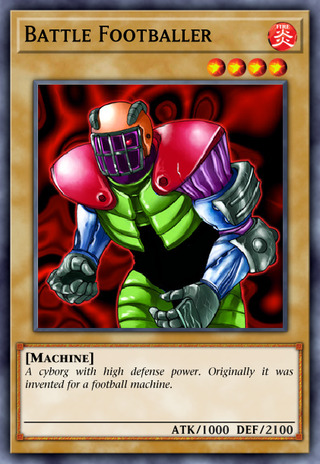 Battle Footballer
FIRE
炎
[Machine]
A cyborg with high defense power. Originally it was
invented for a football machine.
ATK/1000 DEF/2100